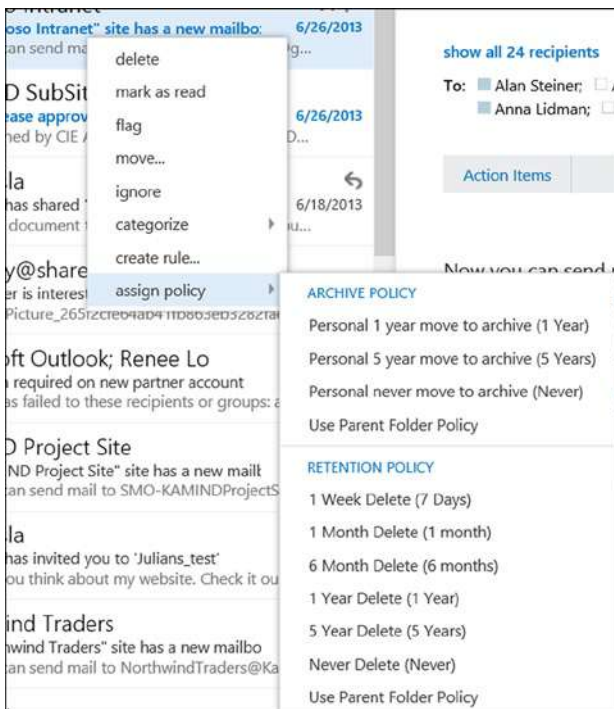 oso Intranet" site has a new mailbo: 6/26/2013
can send ma
delete
D SubSit
mark as read
ease approv 6/26/2013
ned by CIE A D...
flag
move...
la
ignore
has shared 6/18/2013
document t u...
categorize
y@share
create rule...
er is interest
assign policy
Picture_265f2cfe64ab41fb863eb3282fa
ft Outlook; Renee Lo
required on new partner account
as failed to these recipients or groups: a
D Project Site
ND Project Site" site has a new mailb
can send mail to SMO-KAMINDProjectS
la
has invited you to 'Julians_test'
ou think about my website. Check it ou
ind Traders
nwind Traders" site has a new mailbo
can send mail to NorthwindTraders@Ka
show all 24 recipients
To: Alan Steiner;
Anna Lidman;
Action Items
Now you can send
ARCHIVE POLICY
Personal 1 year move to archive (1 Year)
Personal 5 year move to archive (5 Years)
Personal never move to archive (Never)
Use Parent Folder Policy
RETENTION POLICY
1 Week Delete (7 Days)
1 Month Delete (1 month)
6 Month Delete (6 months)
1 Year Delete (1 Year)
5 Year Delete (5 Years)
Never Delete (Never)
Use Parent Folder Policy